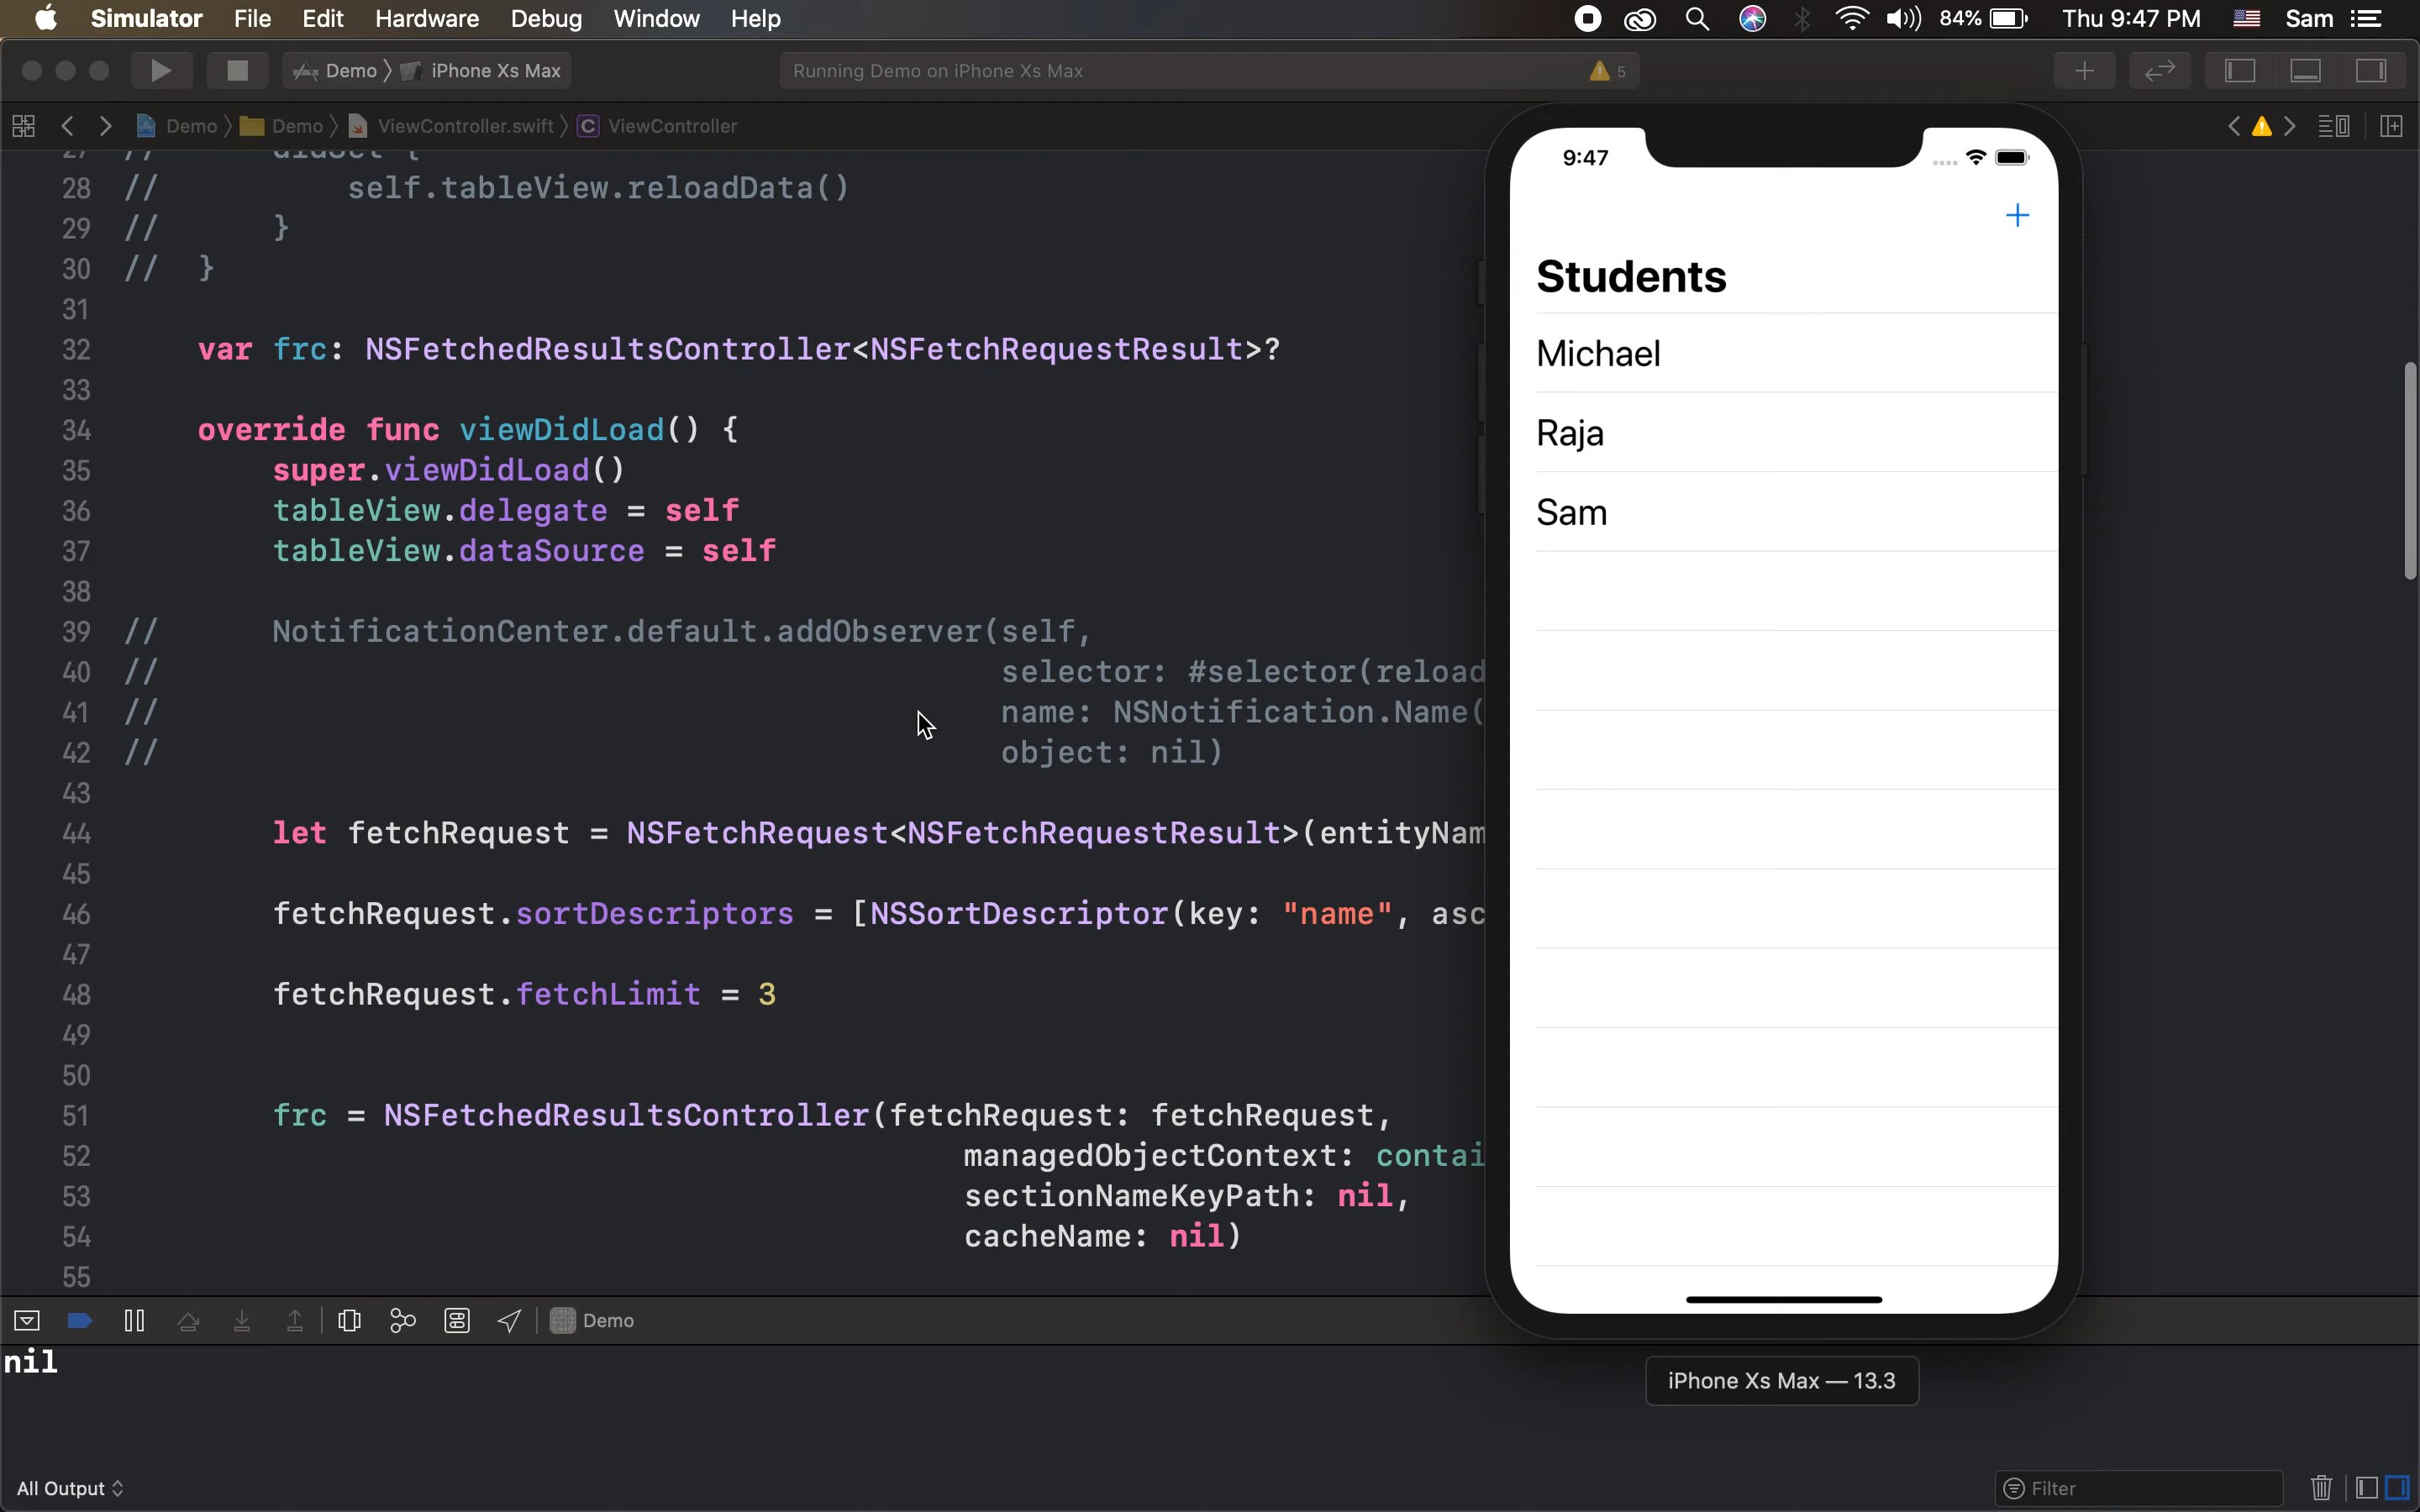 Simulator File Edit Hardware Debug Window Help 84% Thu 9:47 PM Sam
Demo iPhone Xs Max Running Demo on iPhone Xs Max 5
Demo Demo ViewController.swift C ViewController
27 // didSet {
28 // self.tableView.reloadData()
29 // }
30 // }
31
32 var frc: NSFetchedResultsController<NSFetchRequestResult>?
33
34 override func viewDidLoad() {
35 super.viewDidLoad()
36 tableView.delegate = self
37 tableView.dataSource = self
38
39 // NotificationCenter.default.addObserver(self,
40 // selector: #selector(reload
41 // name: NSNotification.Name(
42 // object: nil)
43
44 let fetchRequest = NSFetchRequest<NSFetchRequestResult>(entityNam
45
46 fetchRequest.sortDescriptors = [NSSortDescriptor(key: "name", asc
47
48 fetchRequest.fetchLimit = 3
49
50
51 frc = NSFetchedResultsController(fetchRequest: fetchRequest,
52 managedObjectContext: contai
53 sectionNameKeyPath: nil,
54 cacheName: nil)
55
9:47
Students
Michael
Raja
Sam
Demo
nil
iPhone Xs Max — 13.3
All Output Filter